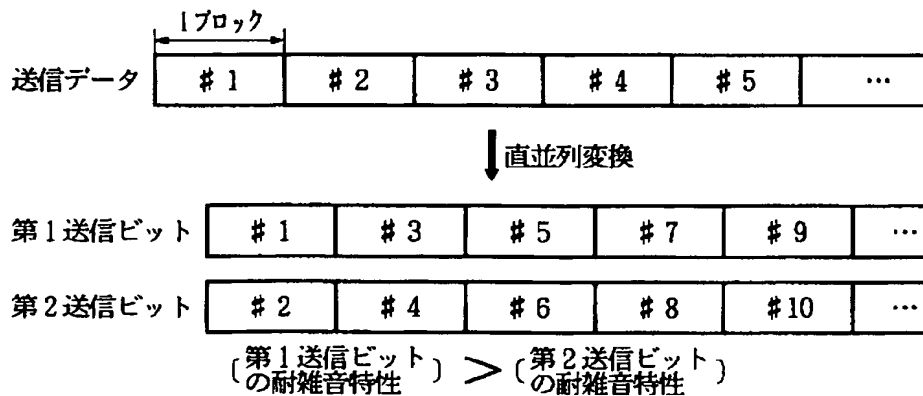 1ブロック
送信データ #1 #2 #3 #4 #5 …
直並列変換
第1送信ビット #1 #3 #5 #7 #9 …
第2送信ビット #2 #4 #6 #8 #10 …
(第1送信ビットの耐雑音特性) > (第2送信ビットの耐雑音特性)